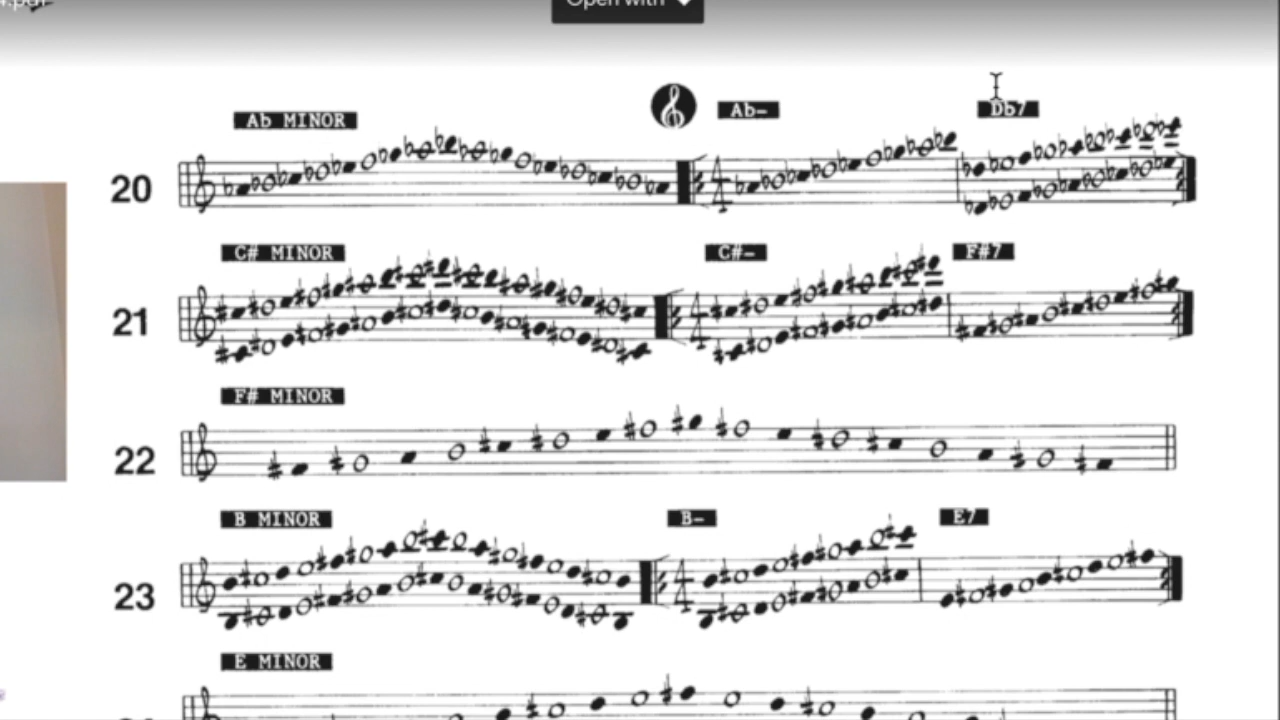 Open with
Ab MINOR Ab- Db7
20
C# MINOR C#- F#7
21
F# MINOR
22
B MINOR B- E7
23
E MINOR